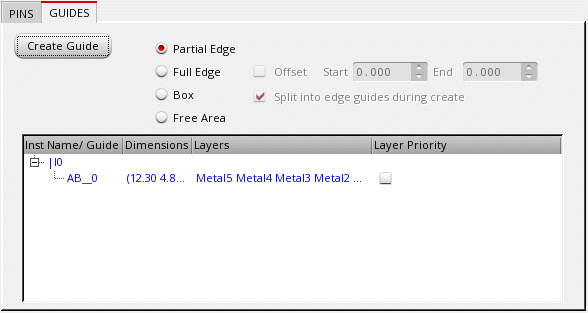 PINS GUIDES
Create Guide
Partial Edge
Full Edge Offset Start 0.000 End 0.000
Box Split into edge guides during create
Free Area
Inst Name/ Guide Dimensions Layers Layer Priority
|I0
AB__0 (12.30 4.8... Metal5 Metal4 Metal3 Metal2 ...